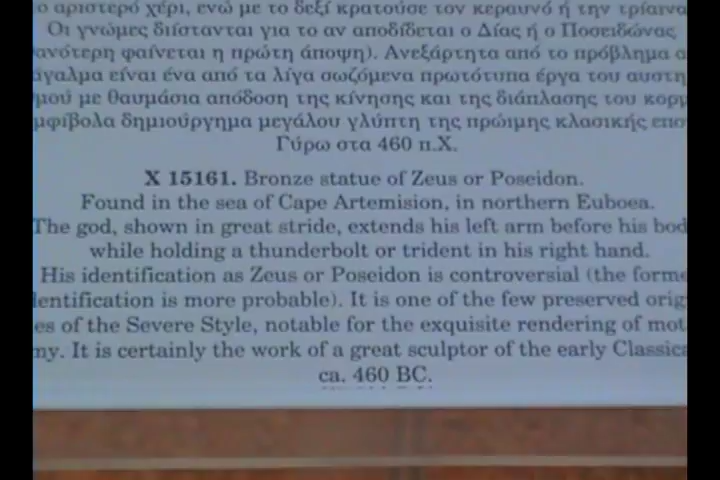 ο αριστερό χέρι, ενώ με το δεξί κρατούσε τον κεραυνό ή την τρίαινα
Οι γνώμες διίστανται για το αν αποδίδεται ο Δίας ή ο Ποσειδώνας
ανότερη φαίνεται η πρώτη άποψη). Ανεξάρτητα από το πρόβλημα α
άγαλμα είναι ένα από τα λίγα σωζόμενα πρωτότυπα έργα του αυστη
μού με θαυμάσια απόδοση της κίνησης και της διάπλασης του κορμ
μφίβολα δημιούργημα μεγάλου γλύπτη της πρώιμης κλασικής επο
Γύρω στα 460 π.Χ.
X 15161. Bronze statue of Zeus or Poseidon.
Found in the sea of Cape Artemision, in northern Euboea.
The god, shown in great stride, extends his left arm before his bod
while holding a thunderbolt or trident in his right hand.
His identification as Zeus or Poseidon is controversial (the forme
dentification is more probable). It is one of the few preserved orig
es of the Severe Style, notable for the exquisite rendering of mot
my. It is certainly the work of a great sculptor of the early Classica
ca. 460 BC.